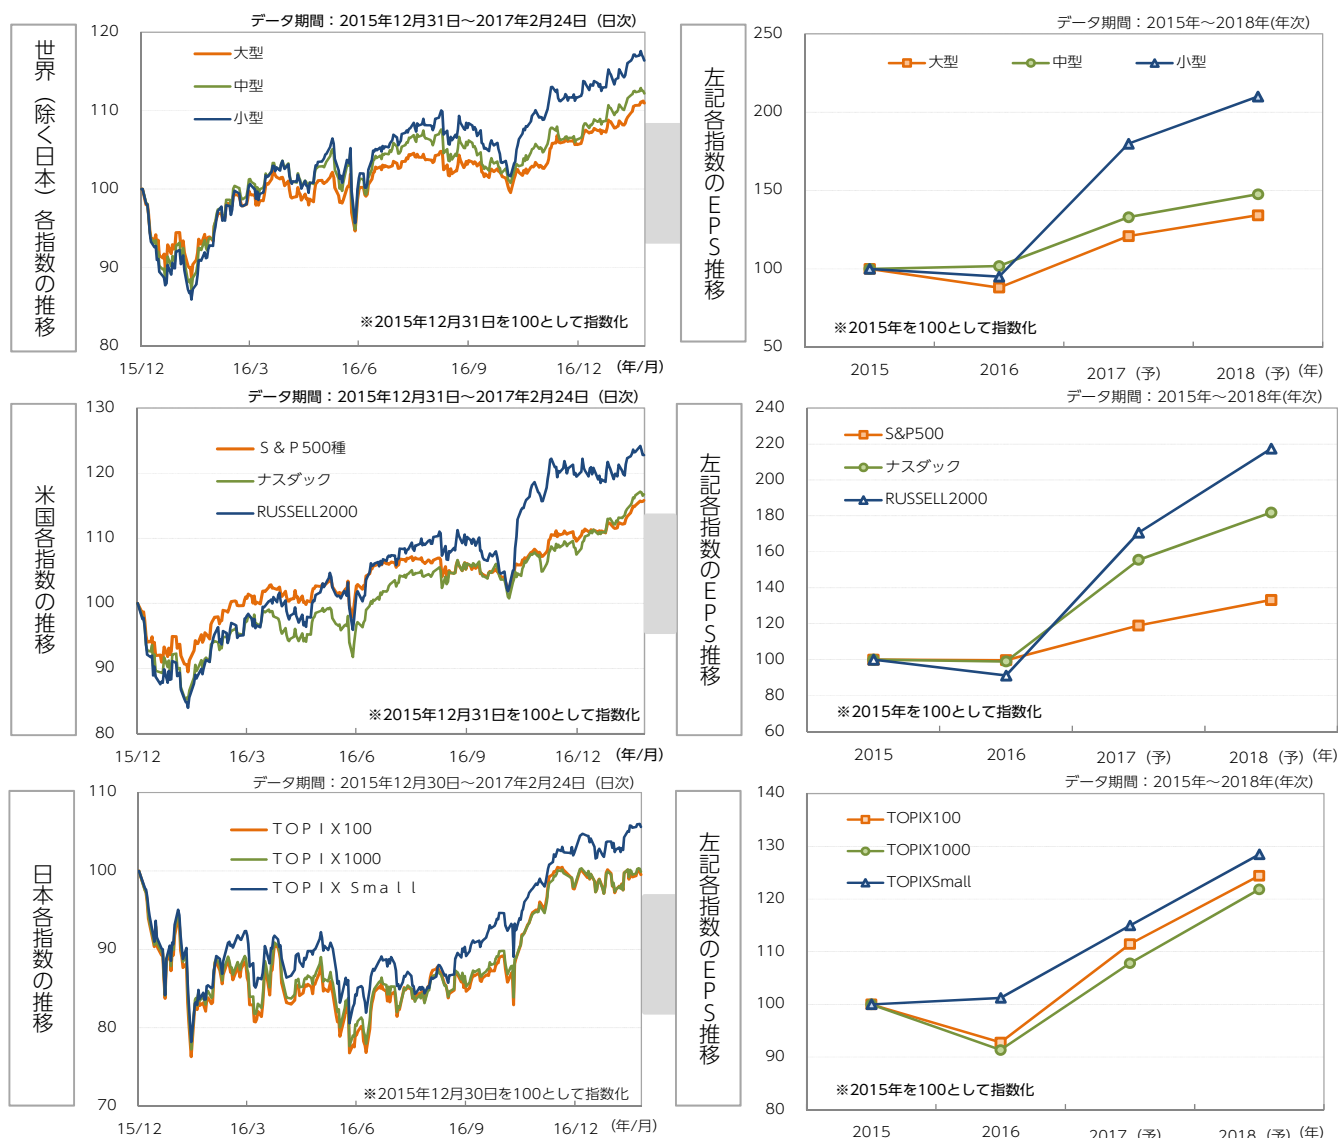 世界（除く日本）各指数の推移
データ期間：2015年12月31日～2017年2月24日（日次）
120
110
100
90
80
大型
中型
小型
※2015年12月31日を100として指数化
15/12
16/3
16/6
16/9
16/12
(年/月)
左記各指数のEPS推移
データ期間：2015年～2018年(年次)
250
200
150
100
50
大型
中型
小型
※2015年を100として指数化
2015
2016
2017（予）
2018（予）
（年）
米国各指数の推移
データ期間：2015年12月31日～2017年2月24日（日次）
130
120
110
100
90
80
Ｓ＆Ｐ500種
ナスダック
RUSSELL2000
※2015年12月31日を100として指数化
15/12
16/3
16/6
16/9
16/12
(年/月)
左記各指数のEPS推移
データ期間：2015年～2018年(年次)
240
220
200
180
160
140
120
100
80
60
S&P500
ナスダック
RUSSELL2000
※2015年を100として指数化
2015
2016
2017（予）
2018（予）
（年）
日本各指数の推移
データ期間：2015年12月30日～2017年2月24日（日次）
110
100
90
80
70
ＴＯＰＩＸ100
ＴＯＰＩＸ1000
ＴＯＰＩＸ Ｓｍａｌｌ
※2015年12月30日を100として指数化
15/12
16/3
16/6
16/9
16/12
(年/月)
左記各指数のEPS推移
データ期間：2015年～2018年(年次)
140
130
120
110
100
90
80
TOPIX100
TOPIX1000
TOPIXSmall
※2015年を100として指数化
2015
2016
2017（予）
2018（予）
（年）